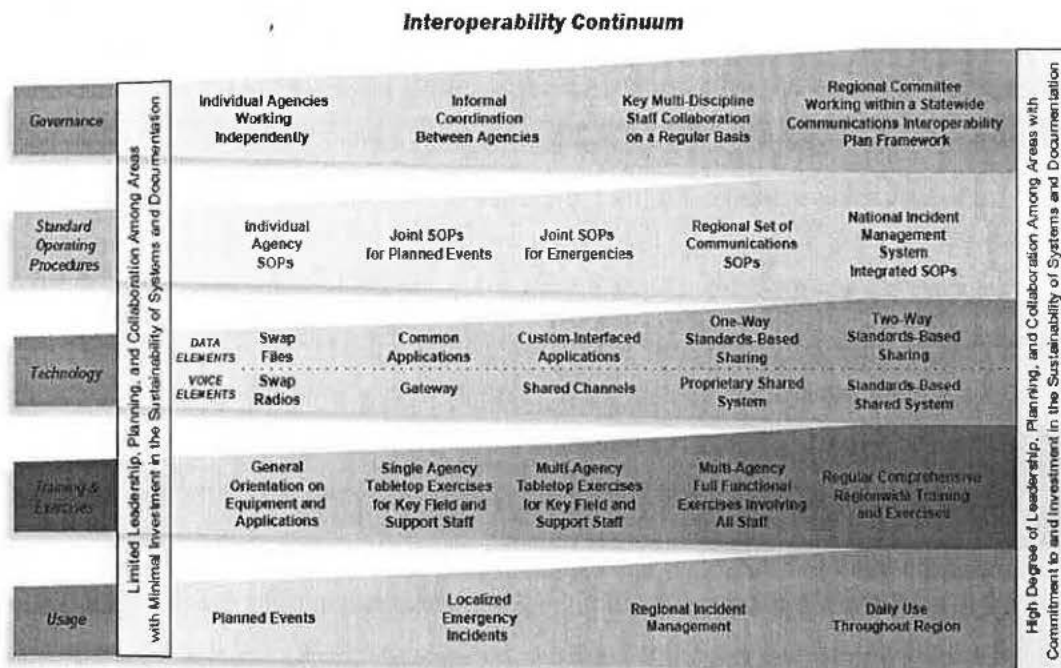 Interoperability Continuum
Limited Leadership, Planning, and Collaboration Among Areas
with Minimal Investment in the Sustainability of Systems and Documentation
Governance
Individual Agencies
Working
Independently
Informal
Coordination
Between Agencies
Key Multi-Discipline
Staff Collaboration
on a Regular Basis
Regional Committee
Working within a Statewide
Communications Interoperability
Plan Framework
Standard
Operating
Procedures
Individual
Agency
SOPs
Joint SOPs
for Planned Events
Joint SOPs
for Emergencies
Regional Set of
Communications
SOPs
National Incident
Management
System
Integrated SOPs
Technology
DATA
ELEMENTS
Swap
Files
Common
Applications
Custom-Interfaced
Applications
One-Way
Standards-Based
Sharing
Two-Way
Standards-Based
Sharing
VOICE
ELEMENTS
Swap
Radios
Gateway
Shared Channels
Proprietary Shared
System
Standards-Based
Shared System
Training &
Exercises
General
Orientation on
Equipment and
Applications
Single Agency
Tabletop Exercises
for Key Field and
Support Staff
Multi-Agency
Tabletop Exercises
for Key Field and
Support Staff
Multi-Agency
Full Functional
Exercises Involving
All Staff
Regular Comprehensive
Regionwide Training
and Exercises
Usage
Planned Events
Localized
Emergency
Incidents
Regional Incident
Management
Daily Use
Throughout Region
High Degree of Leadership, Planning, and Collaboration Among Areas with
Commitment to and Investment in the Sustainability of Systems and Documentation